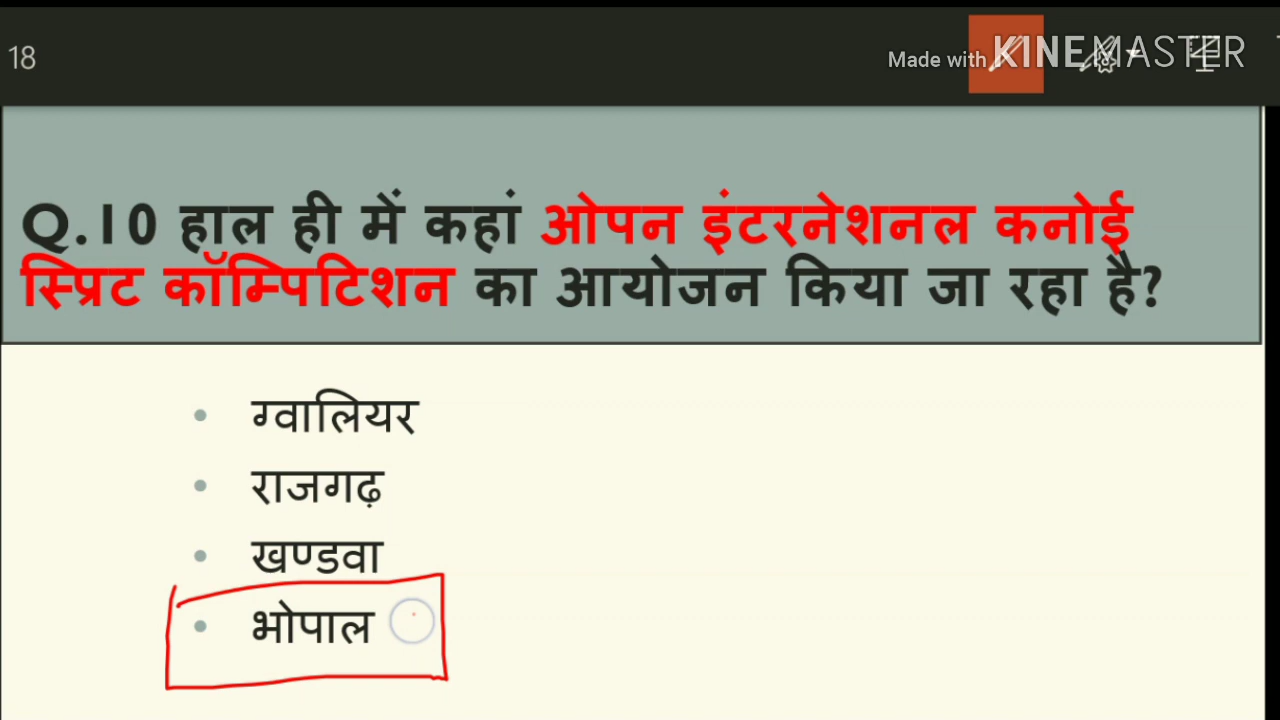 18
Made with KINEMASTER
Q.10 हाल ही में कहां ओपन इंटरनेशनल कनोई
स्प्रिट कॉम्पिटिशन का आयोजन किया जा रहा है?
• ग्वालियर
• राजगढ़
• खण्डवा
• भोपाल